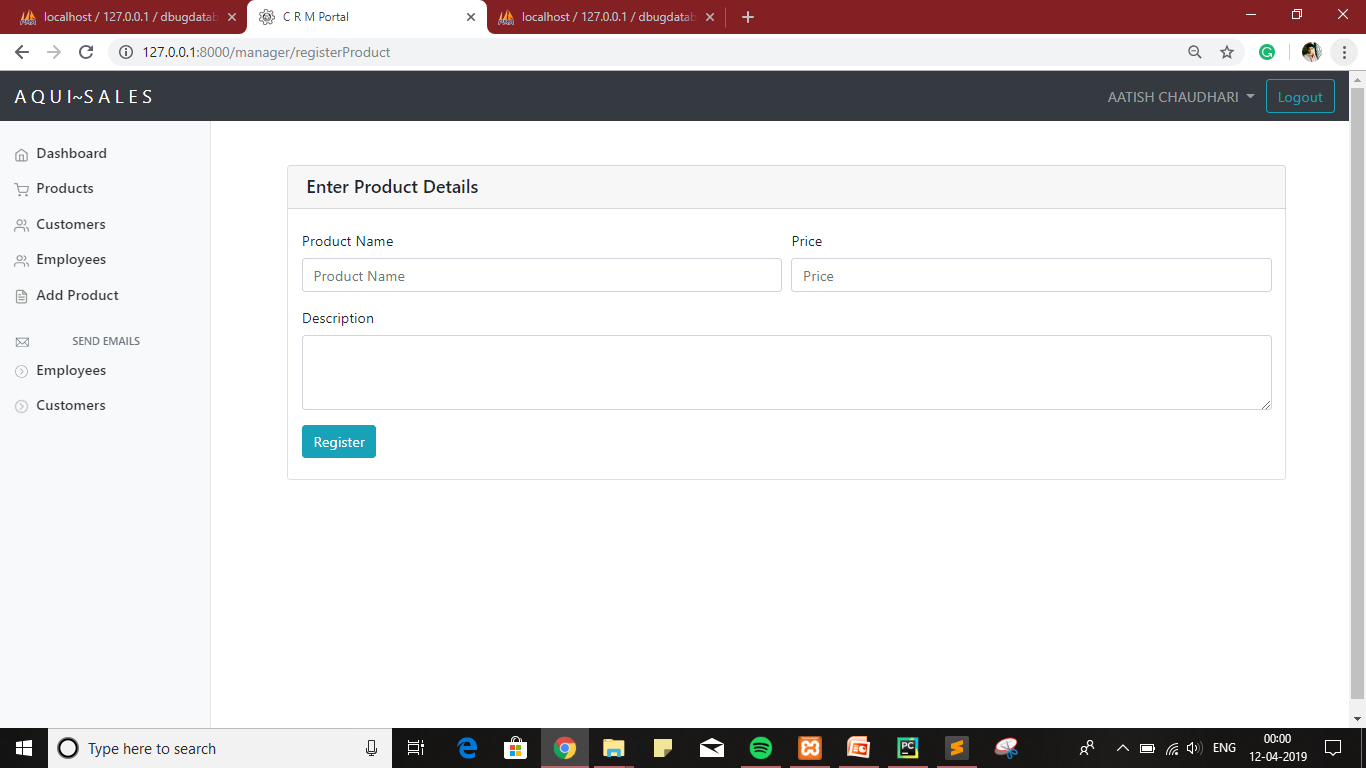 localhost / 127.0.0.1 / dbugdatab
C R M Portal
localhost / 127.0.0.1 / dbugdatab
127.0.0.1:8000/manager/registerProduct
AQUI~SALES
AATISH CHAUDHARI
Logout
Dashboard
Products
Customers
Employees
Add Product
SEND EMAILS
Employees
Customers
Enter Product Details
Product Name
Price
Product Name
Price
Description
Register
Type here to search
PC
ENG
00:00
12-04-2019